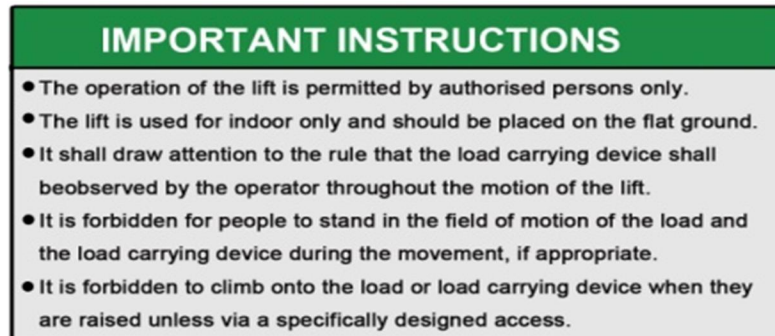 IMPORTANT INSTRUCTIONS
● The operation of the lift is permitted by authorised persons only.
● The lift is used for indoor only and should be placed on the flat ground.
● It shall draw attention to the rule that the load carrying device shall
beobserved by the operator throughout the motion of the lift.
● It is forbidden for people to stand in the field of motion of the load and
the load carrying device during the movement, if appropriate.
● It is forbidden to climb onto the load or load carrying device when they
are raised unless via a specifically designed access.